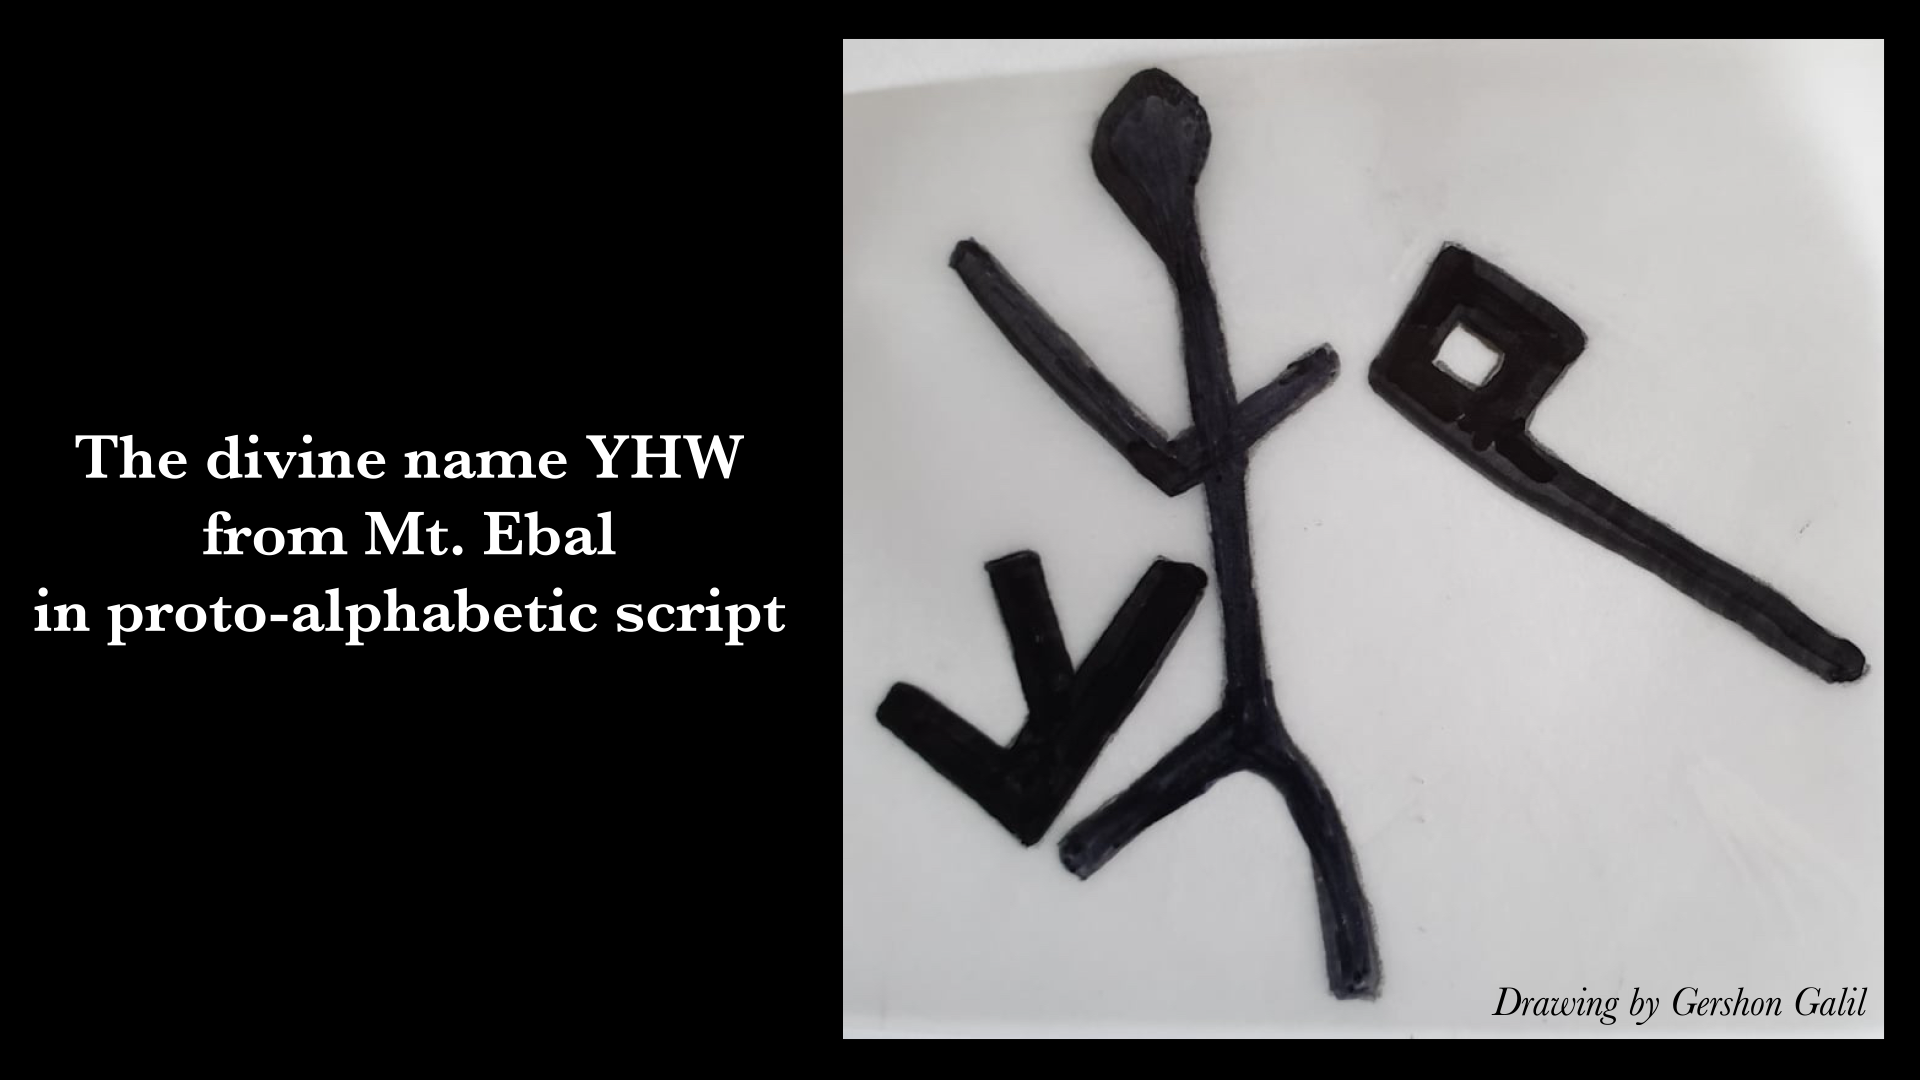 The divine name YHW
from Mt. Ebal
in proto-alphabetic script
Drawing by Gershon Galil